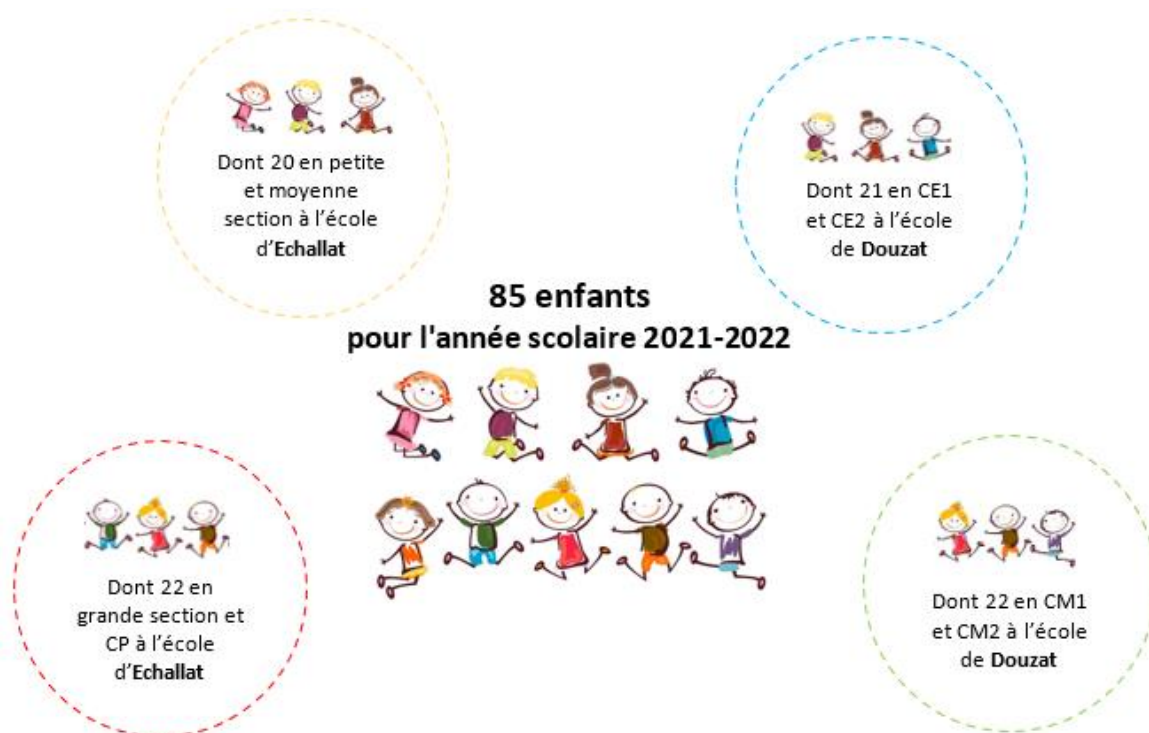 Dont 20 en petite
et moyenne
section à l’école
d’Echallat
Dont 21 en CE1
et CE2 à l’école
de Douzat
85 enfants
pour l'année scolaire 2021-2022
Dont 22 en
grande section et
CP à l’école
d’Echallat
Dont 22 en CM1
et CM2 à l’école
de Douzat